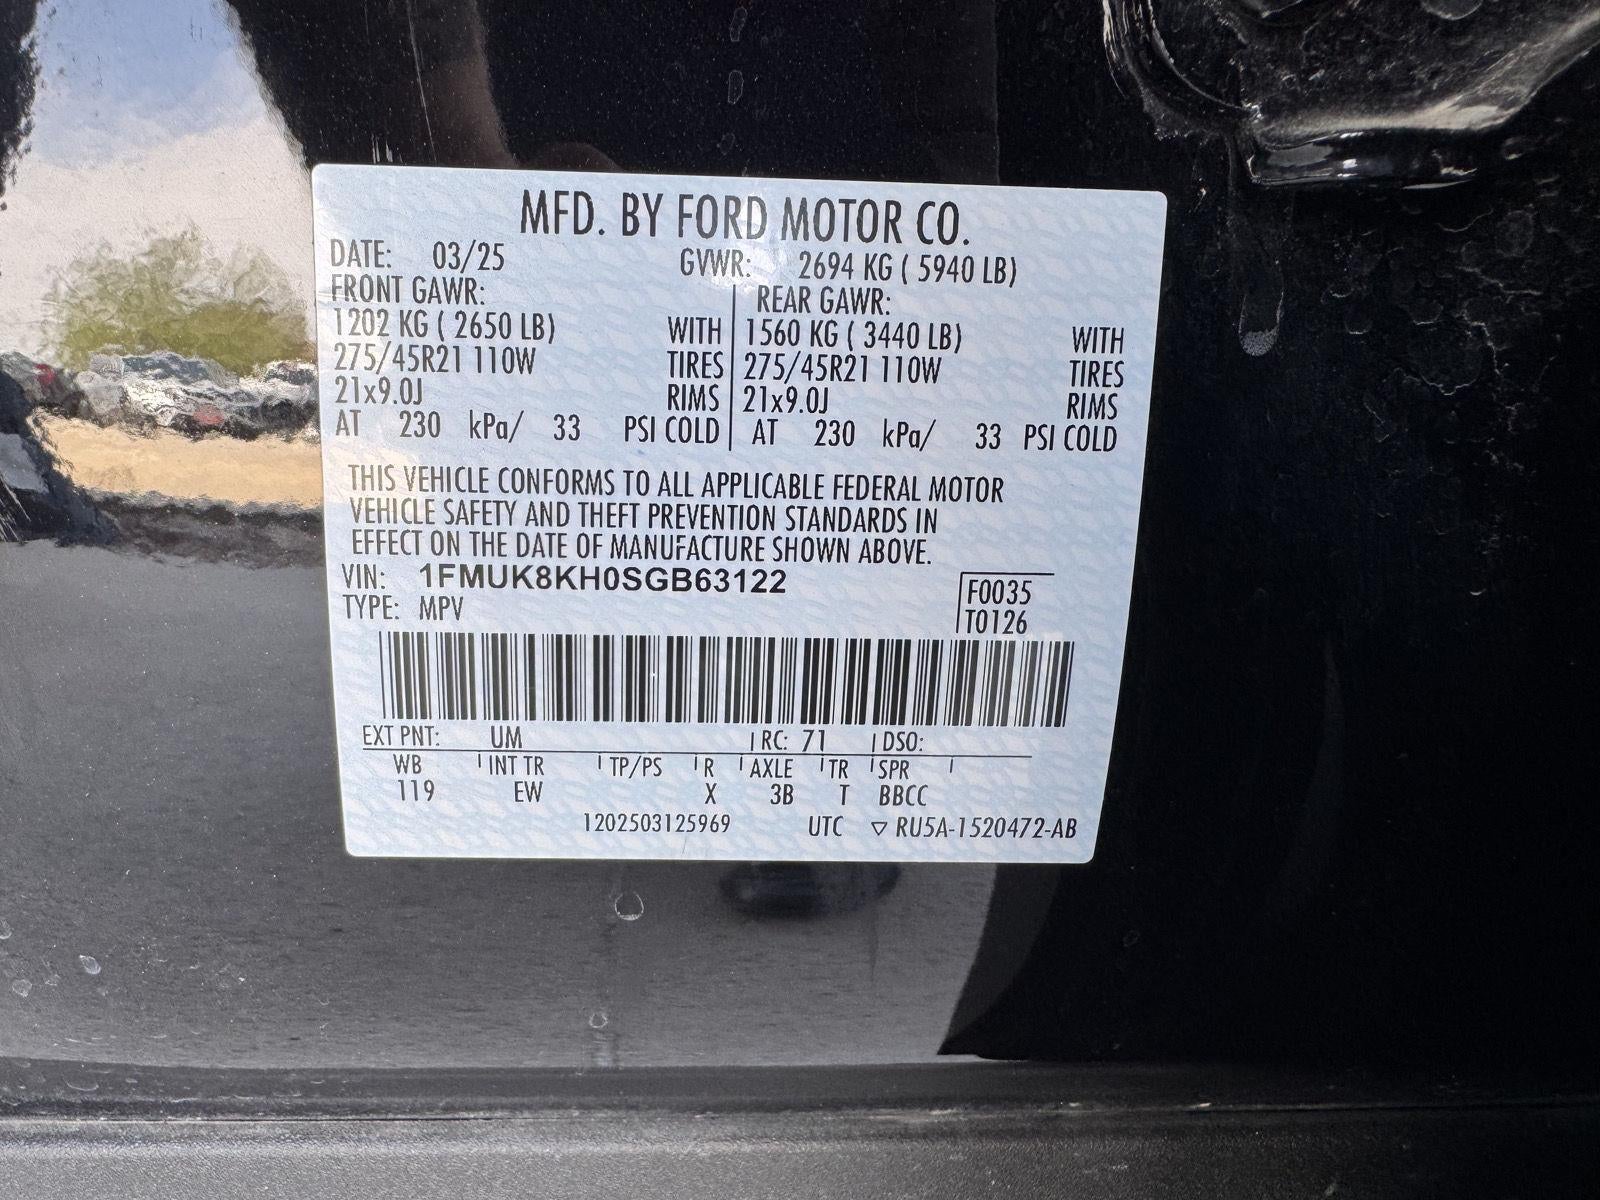 MFD. BY FORD MOTOR CO.
DATE: 03/25 GVWR: 2694 KG ( 5940 LB)
FRONT GAWR: REAR GAWR:
1202 KG ( 2650 LB) WITH 1560 KG ( 3440 LB) WITH
275/45R21 110W TIRES 275/45R21 110W TIRES
21x9.0J RIMS 21x9.0J RIMS
AT 230 kPa/ 33 PSI COLD AT 230 kPa/ 33 PSI COLD
THIS VEHICLE CONFORMS TO ALL APPLICABLE FEDERAL MOTOR
VEHICLE SAFETY AND THEFT PREVENTION STANDARDS IN
EFFECT ON THE DATE OF MANUFACTURE SHOWN ABOVE.
VIN: 1FMUK8KH0SGB63122 F0035
TYPE: MPV T0126
EXT PNT: UM RC: 71 DSO:
WB INT TR TP/PS R AXLE TR SPR
119 EW X 3B T BBCC
1202503125969 UTC ▽ RU5A-1520472-AB